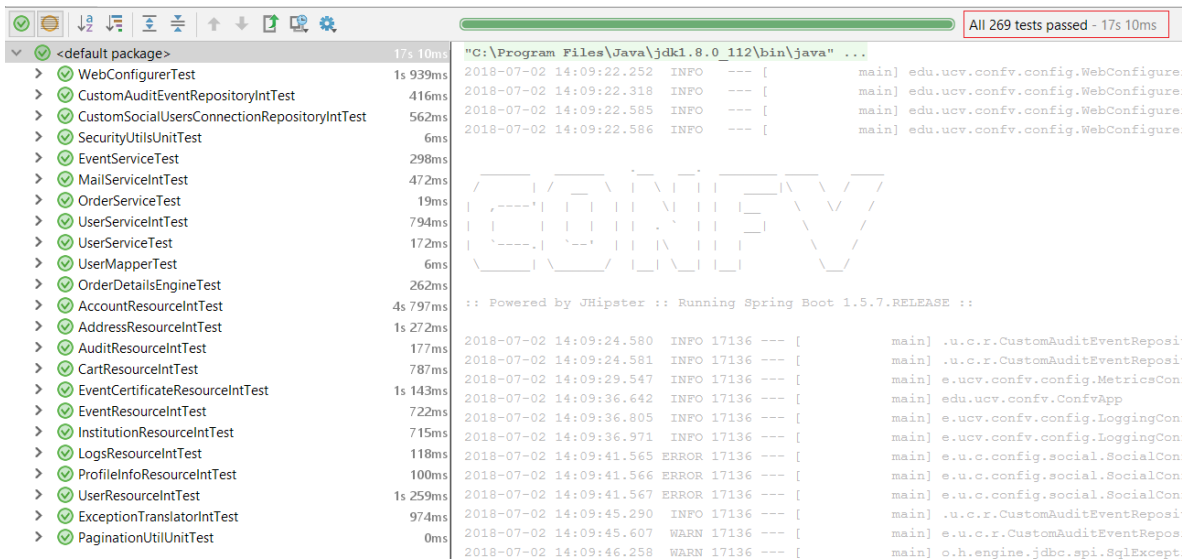 All 269 tests passed - 17s 10ms
<default package> 17s 10ms
WebConfigurerTest 1s 939ms
CustomAuditEventRepositoryIntTest 416ms
CustomSocialUsersConnectionRepositoryIntTest 562ms
SecurityUtilsUnitTest 6ms
EventServiceTest 298ms
MailServiceIntTest 472ms
OrderServiceTest 19ms
UserServiceIntTest 794ms
UserServiceTest 172ms
UserMapperTest 6ms
OrderDetailsEngineTest 262ms
AccountResourceIntTest 4s 797ms
AddressResourceIntTest 1s 272ms
AuditResourceIntTest 177ms
CartResourceIntTest 787ms
EventCertificateResourceIntTest 1s 143ms
EventResourceIntTest 722ms
InstitutionResourceIntTest 715ms
LogsResourceIntTest 118ms
ProfileInfoResourceIntTest 100ms
UserResourceIntTest 1s 259ms
ExceptionTranslatorIntTest 974ms
PaginationUtilUnitTest 0ms
"C:\Program Files\Java\jdk1.8.0_112\bin\java" ...
2018-07-02 14:09:22.252 INFO --- [ main] edu.ucv.confv.config.WebConfigure
2018-07-02 14:09:22.318 INFO --- [ main] edu.ucv.confv.config.WebConfigure
2018-07-02 14:09:22.585 INFO --- [ main] edu.ucv.confv.config.WebConfigure
2018-07-02 14:09:22.586 INFO --- [ main] edu.ucv.confv.config.WebConfigure
CONFV
:: Powered by JHipster :: Running Spring Boot 1.5.7.RELEASE ::
2018-07-02 14:09:24.580 INFO 17136 --- [ main] .u.c.r.CustomAuditEventReposi
2018-07-02 14:09:24.581 INFO 17136 --- [ main] .u.c.r.CustomAuditEventReposi
2018-07-02 14:09:29.547 INFO 17136 --- [ main] e.ucv.confv.config.MetricsCon
2018-07-02 14:09:36.642 INFO 17136 --- [ main] edu.ucv.confv.ConfvApp
2018-07-02 14:09:36.805 INFO 17136 --- [ main] e.ucv.confv.config.LoggingCon
2018-07-02 14:09:36.971 INFO 17136 --- [ main] e.ucv.confv.config.LoggingCon
2018-07-02 14:09:41.565 ERROR 17136 --- [ main] e.u.c.config.social.SocialCon
2018-07-02 14:09:41.566 ERROR 17136 --- [ main] e.u.c.config.social.SocialCon
2018-07-02 14:09:41.567 ERROR 17136 --- [ main] e.u.c.config.social.SocialCon
2018-07-02 14:09:45.290 INFO 17136 --- [ main] .u.c.r.CustomAuditEventReposi
2018-07-02 14:09:45.607 WARN 17136 --- [ main] e.u.c.r.CustomAuditEventRepos
2018-07-02 14:09:46.258 WARN 17136 --- [ main] o.h.engine.jdbc.spi.SqlExcept